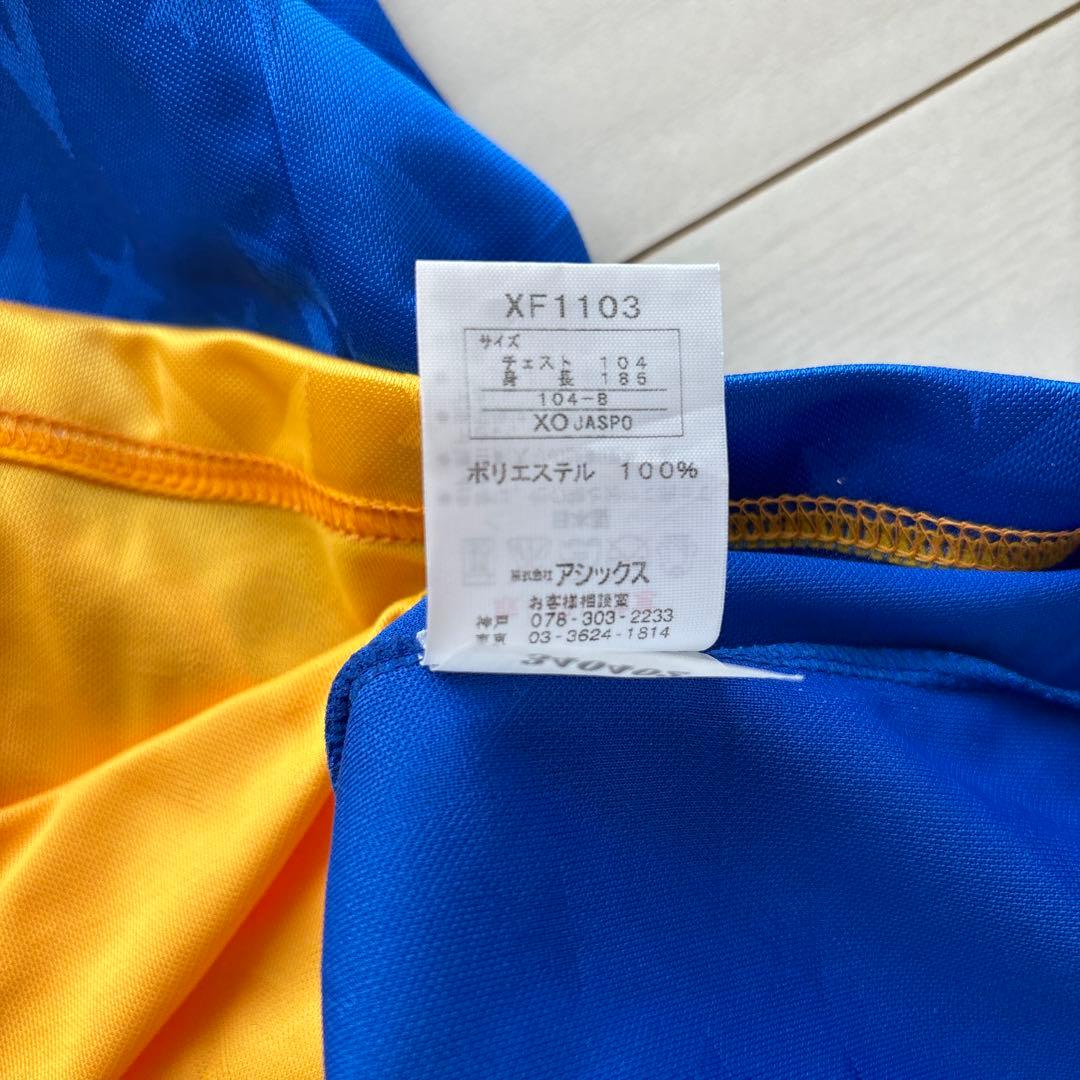 XF1103
サイズ
チェスト 104
身長 185
104-8
XO JASPO
ポリエステル 100%
株式会社 アシックス
お客様相談室
神戸 078-303-2233
東京 03-3624-1814